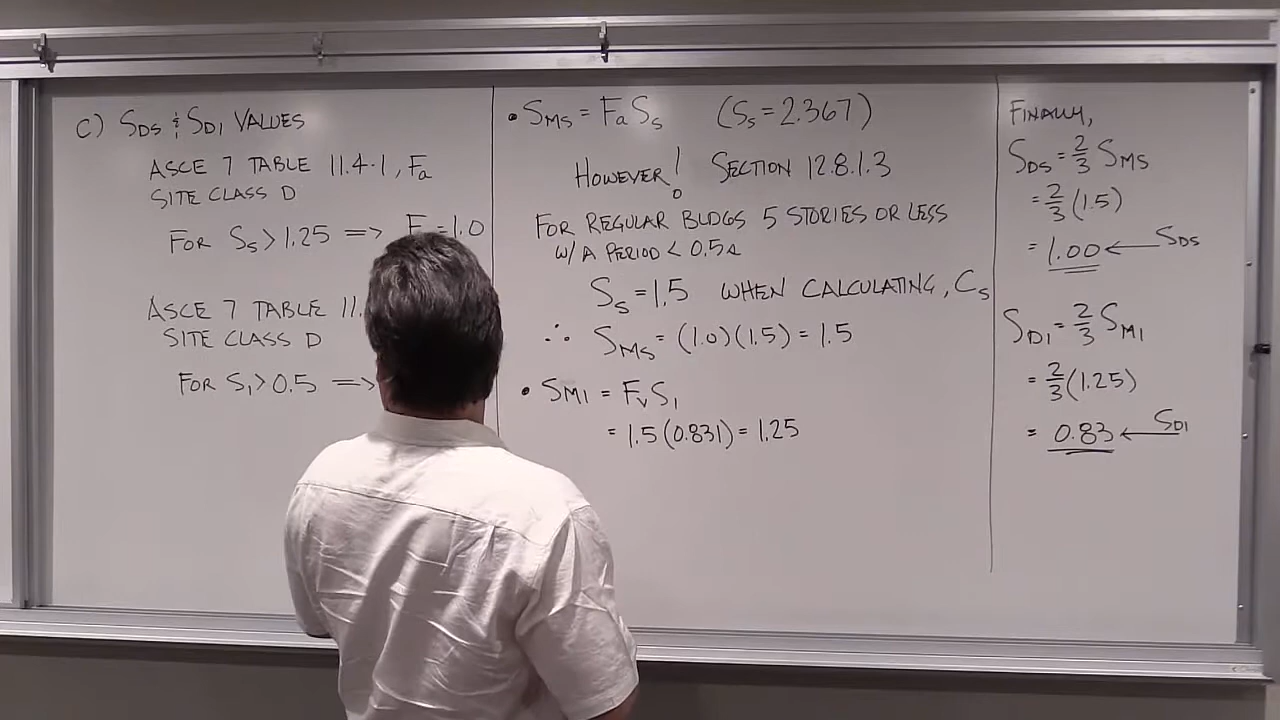 C) SDS & SD1 VALUES
ASCE 7 TABLE 11.4-1, Fa
SITE CLASS D
FOR Ss > 1.25 => F =1.0
ASCE 7 TABLE 11.
SITE CLASS D
FOR S1 > 0.5 =>
• SMS = Fa Ss (Ss = 2.367)
HOWEVER! SECTION 12.8.1.3
FOR REGULAR BLDGS 5 STORIES OR LESS
W/ A PERIOD < 0.5s
Ss = 1.5 WHEN CALCULATING, Cs
∴ SMS = (1.0)(1.5) = 1.5
• SM1 = Fv S1
= 1.5(0.831) = 1.25
FINALLY,
SDS = 2/3 SMS
= 2/3 (1.5)
= 1.00 ← SDS
SD1 = 2/3 SM1
= 2/3 (1.25)
= 0.83 ← SD1